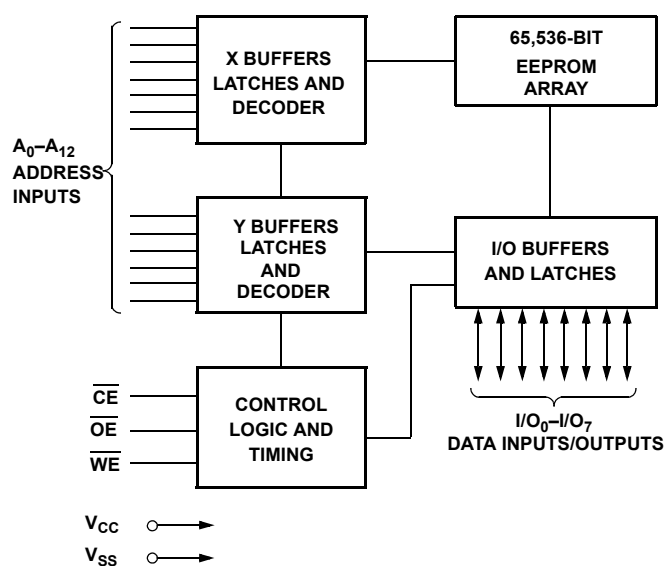 X BUFFERS
LATCHES AND
DECODER
65,536-BIT
EEPROM
ARRAY
A0–A12
ADDRESS
INPUTS
Y BUFFERS
LATCHES
AND
DECODER
I/O BUFFERS
AND LATCHES
CE
OE
WE
CONTROL
LOGIC AND
TIMING
I/O0–I/O7
DATA INPUTS/OUTPUTS
VCC
VSS